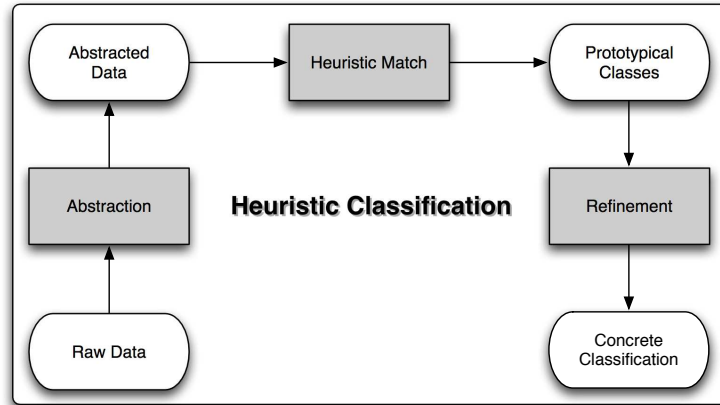 Abstracted
Data
Heuristic Match
Prototypical
Classes
Abstraction
Heuristic Classification
Refinement
Raw Data
Concrete
Classification